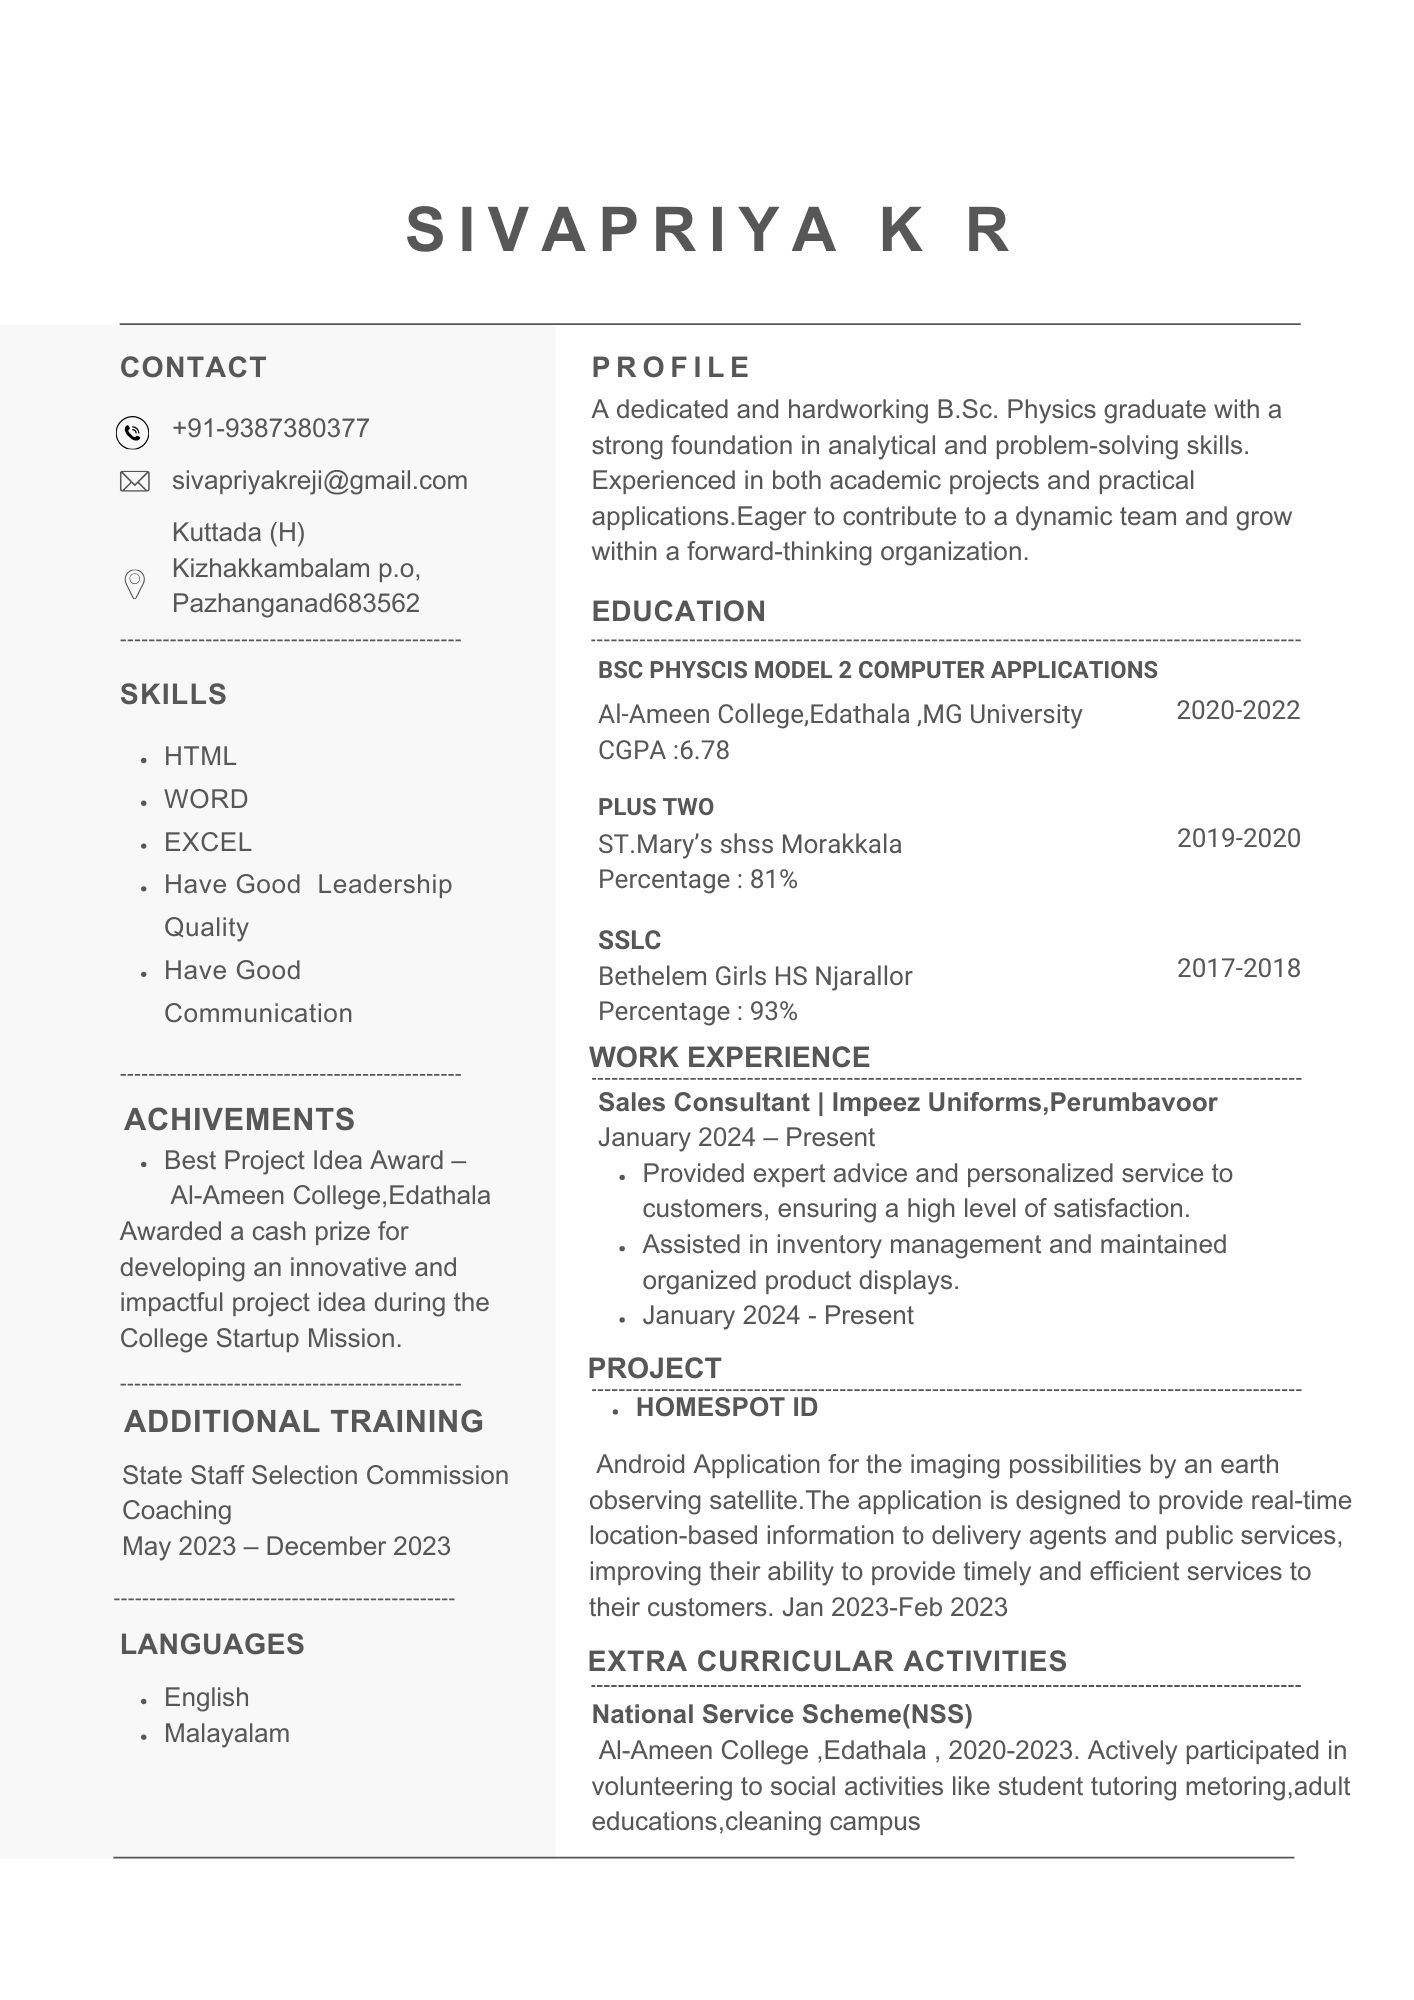 SIVAPRIYA K R
CONTACT
+91-9387380377
sivapriyakreji@gmail.com
Kuttada (H)
Kizhakkambalam p.o,
Pazhanganad683562
SKILLS
• HTML
• WORD
• EXCEL
• Have Good  Leadership
Quality
• Have Good
Communication
ACHIVEMENTS
• Best Project Idea Award –
Al-Ameen College,Edathala
Awarded a cash prize for
developing an innovative and
impactful project idea during the
College Startup Mission.
ADDITIONAL TRAINING
State Staff Selection Commission
Coaching
May 2023 – December 2023
LANGUAGES
• English
• Malayalam
PROFILE
A dedicated and hardworking B.Sc. Physics graduate with a
strong foundation in analytical and problem-solving skills.
Experienced in both academic projects and practical
applications.Eager to contribute to a dynamic team and grow
within a forward-thinking organization.
EDUCATION
BSC PHYSCIS MODEL 2 COMPUTER APPLICATIONS
Al-Ameen College,Edathala ,MG University 2020-2022
CGPA :6.78
PLUS TWO
ST.Mary’s shss Morakkala 2019-2020
Percentage : 81%
SSLC
Bethelem Girls HS Njarallor 2017-2018
Percentage : 93%
WORK EXPERIENCE
Sales Consultant | Impeez Uniforms,Perumbavoor
January 2024 – Present
• Provided expert advice and personalized service to
customers, ensuring a high level of satisfaction.
• Assisted in inventory management and maintained
organized product displays.
• January 2024 - Present
PROJECT
• HOMESPOT ID
Android Application for the imaging possibilities by an earth
observing satellite.The application is designed to provide real-time
location-based information to delivery agents and public services,
improving their ability to provide timely and efficient services to
their customers. Jan 2023-Feb 2023
EXTRA CURRICULAR ACTIVITIES
National Service Scheme(NSS)
Al-Ameen College ,Edathala , 2020-2023. Actively participated in
volunteering to social activities like student tutoring metoring,adult
educations,cleaning campus